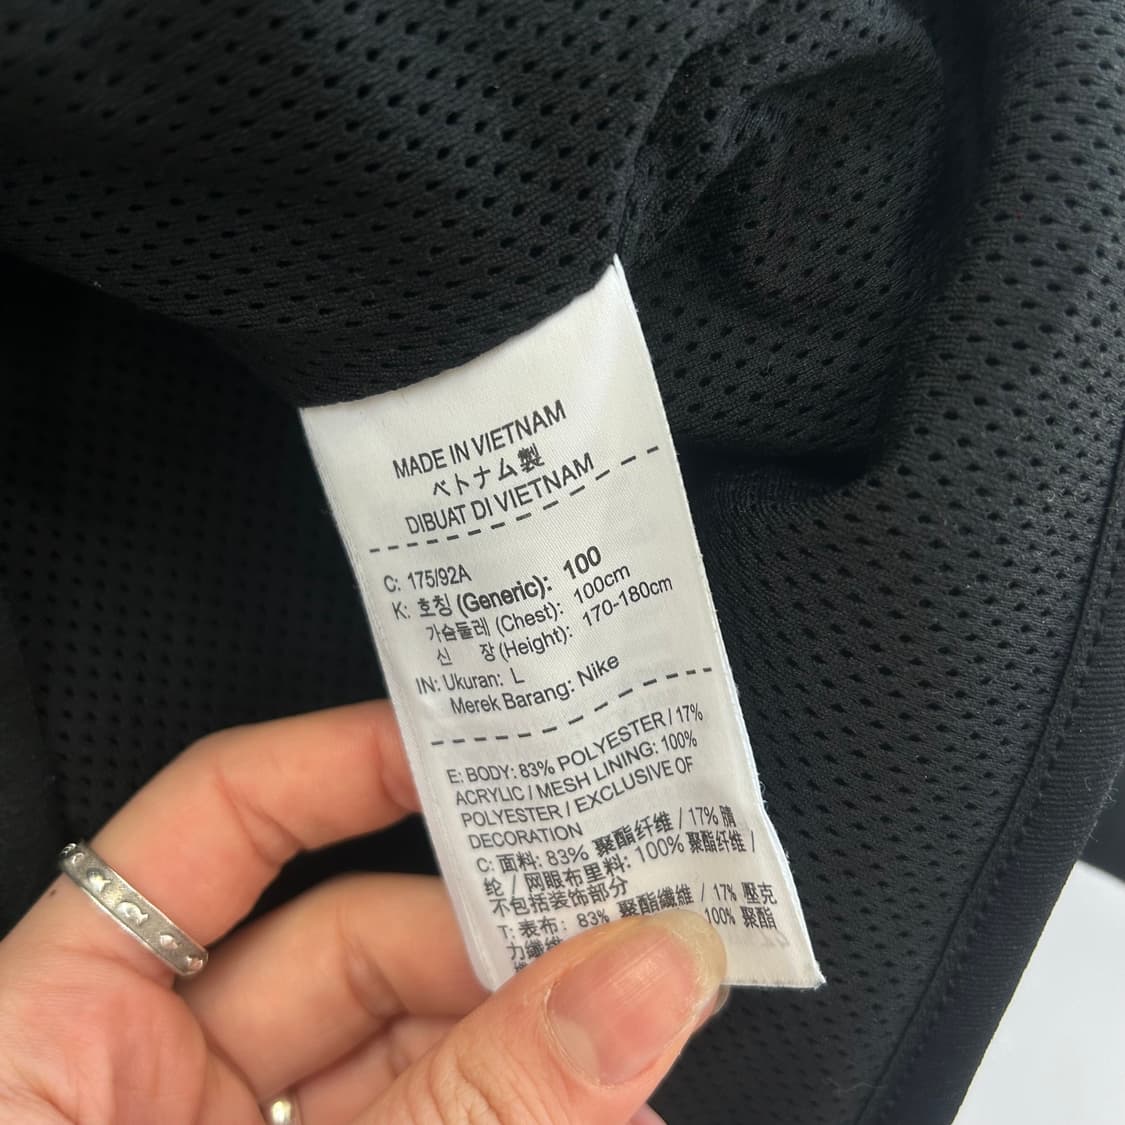 MADE IN VIETNAM
ベトナム製
DIBUAT DI VIETNAM
C: 175/92A
K: 호칭 (Generic): 100
가슴둘레 (Chest): 100cm
신 장 (Height): 170-180cm
IN: Ukuran: L
Merek Barang: Nike
E: BODY: 83% POLYESTER / 17%
ACRYLIC / MESH LINING: 100%
POLYESTER / EXCLUSIVE OF
DECORATION
C: 面料: 83% 聚酯纤维 / 17% 腈
纶 / 网眼布里料: 100% 聚酯纤维 /
不包括装饰部分
T: 表布: 83% 聚酯纖維 / 17% 壓克
力纖維 100% 聚酯